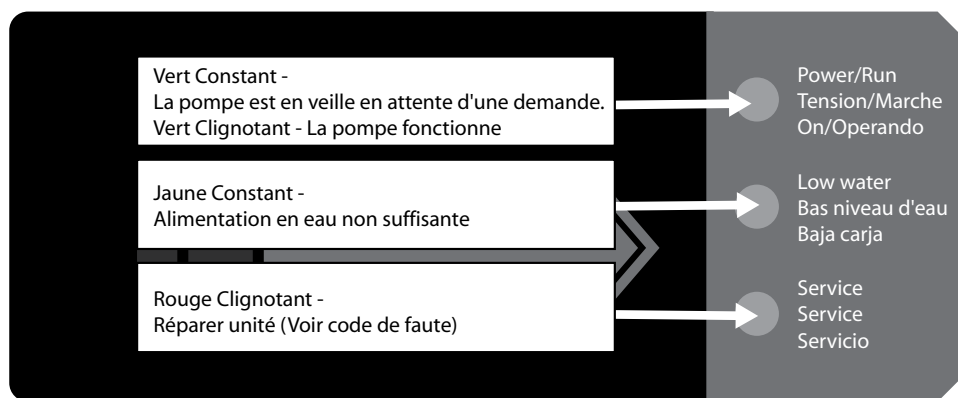 Vert Constant -
La pompe est en veille en attente d'une demande.
Vert Clignotant - La pompe fonctionne
Power/Run
Tension/Marche
On/Operando
Jaune Constant -
Alimentation en eau non suffisante
Low water
Bas niveau d'eau
Baja carja
Rouge Clignotant -
Réparer unité (Voir code de faute)
Service
Service
Servicio